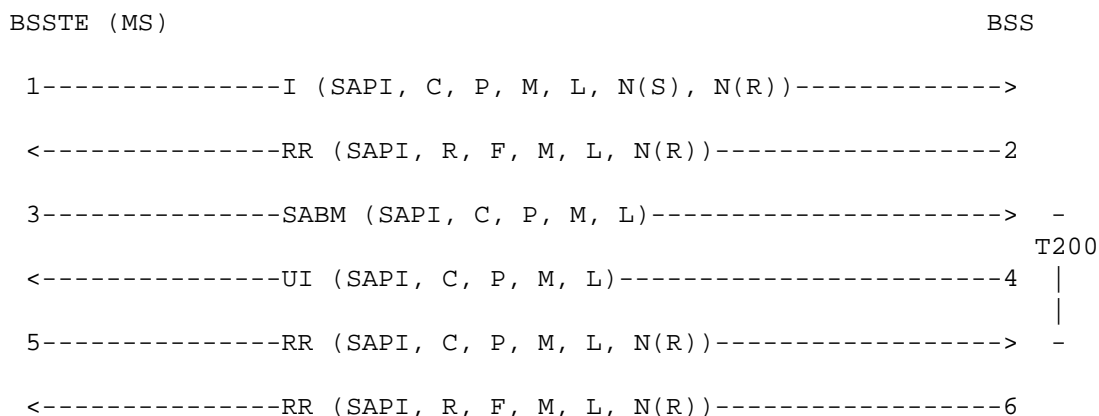 BSSTE (MS) BSS
1---------------I (SAPI, C, P, M, L, N(S), N(R))------------->
<---------------RR (SAPI, R, F, M, L, N(R))------------------2
3---------------SABM (SAPI, C, P, M, L)----------------------> -
T200
<---------------UI (SAPI, C, P, M, L)------------------------4 |
|
5---------------RR (SAPI, C, P, M, L, N(R))------------------> -
<---------------RR (SAPI, R, F, M, L, N(R))------------------6